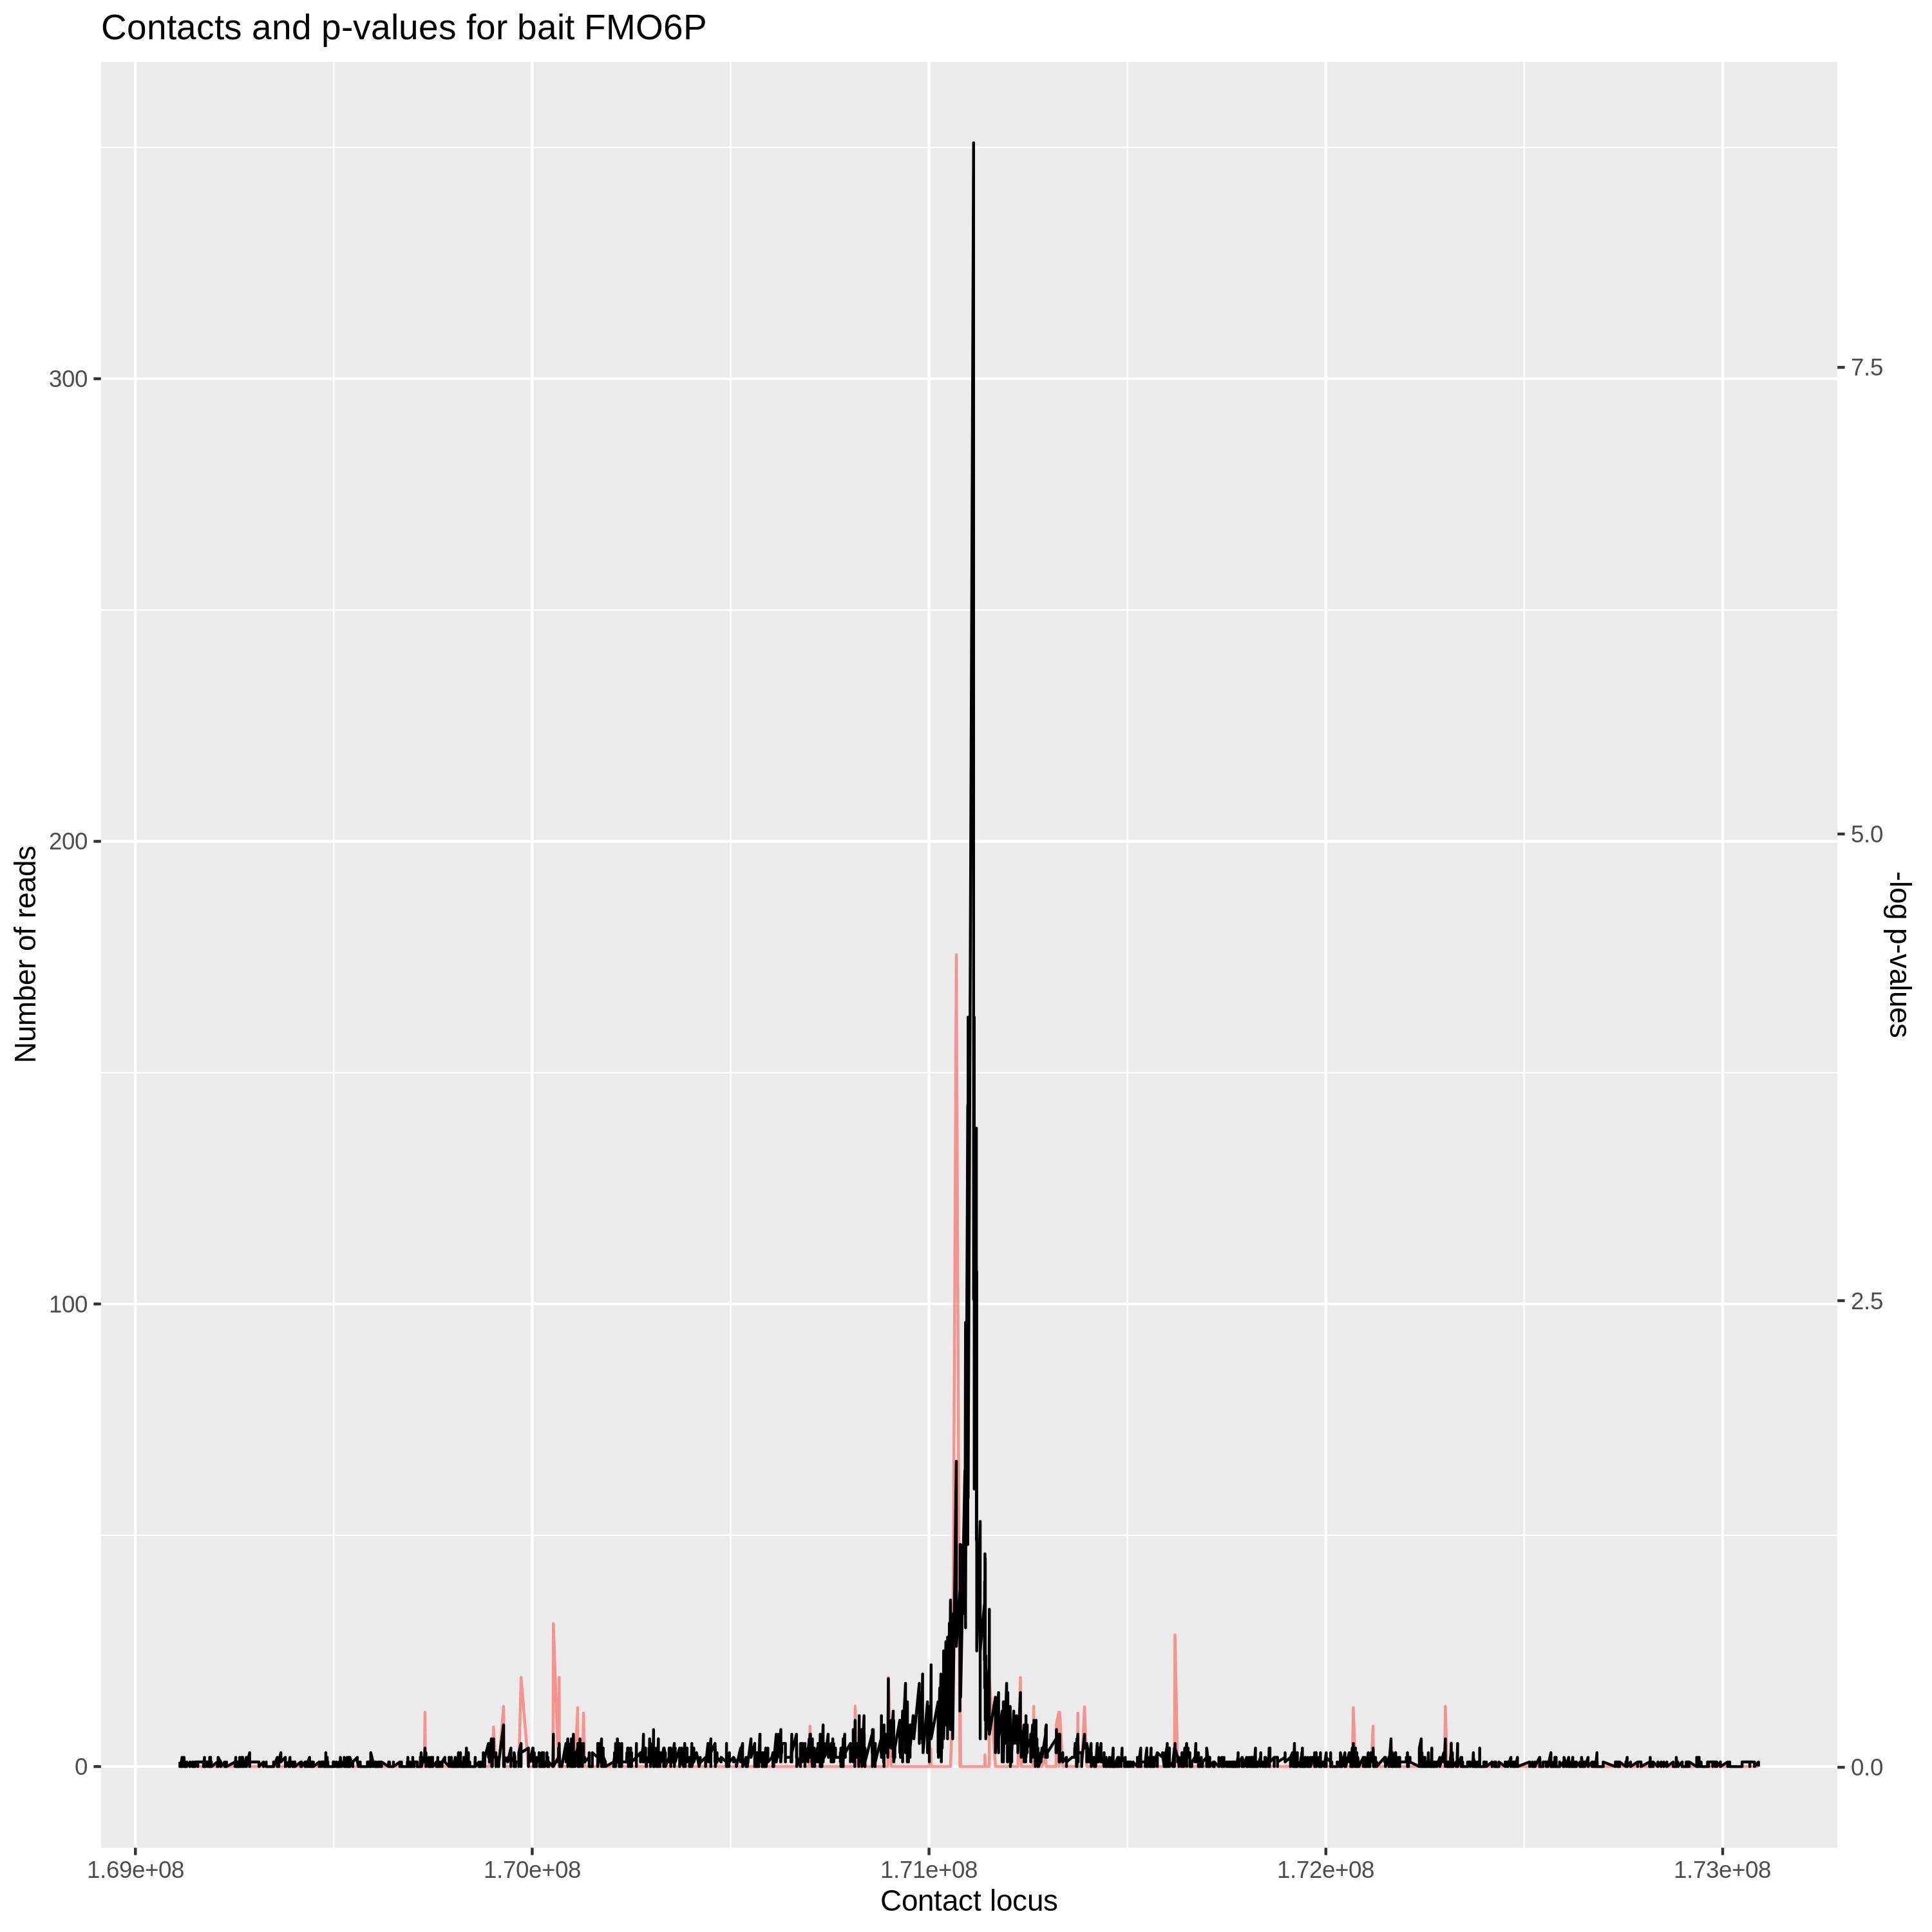 Contacts and p-values for bait FMO6P
Number of reads
300
200
100
0
7.5
5.0
2.5
0.0
-log p-values
1.69e+08
1.70e+08
1.71e+08
1.72e+08
1.73e+08
Contact locus